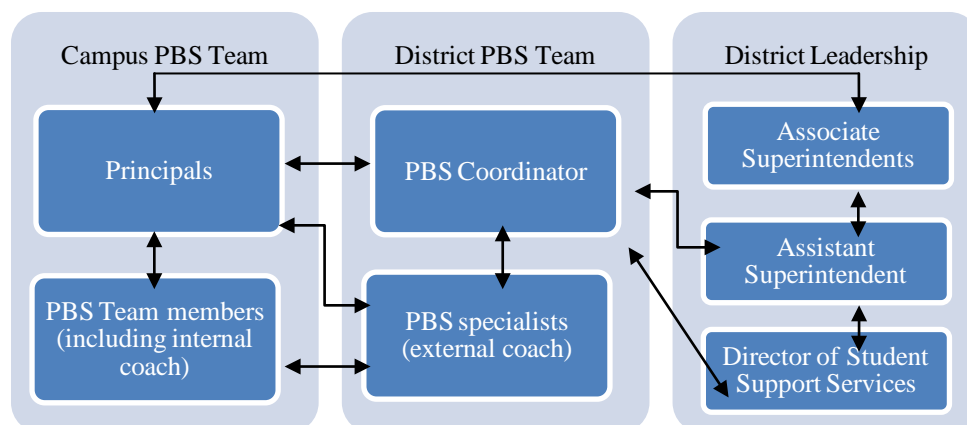 Campus PBS Team
Principals
PBS Team members
(including internal
coach)
District PBS Team
PBS Coordinator
PBS specialists
(external coach)
District Leadership
Associate
Superintendents
Assistant
Superintendent
Director of Student
Support Services